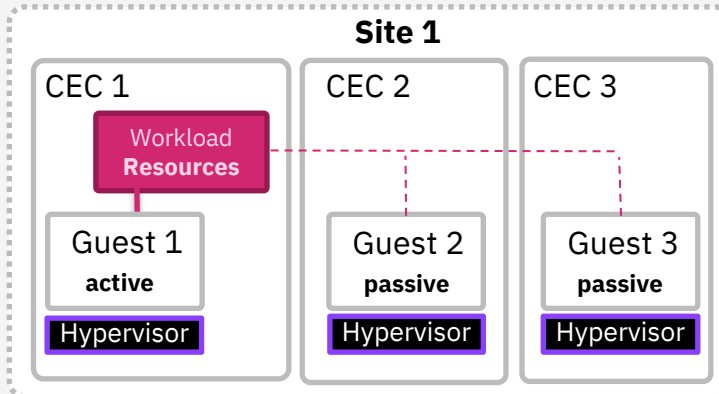 Site 1
CEC 1
CEC 2
CEC 3
Workload
Resources
Guest 1
active
Guest 2
passive
Guest 3
passive
Hypervisor
Hypervisor
Hypervisor